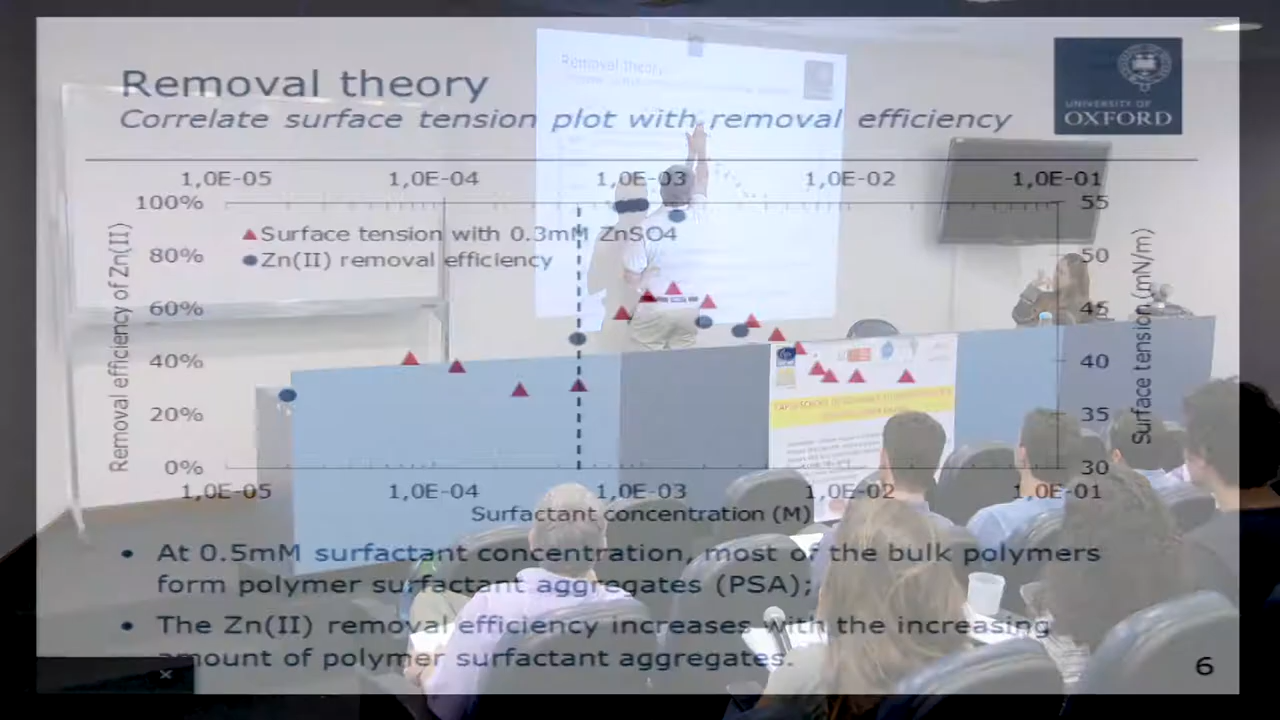 Removal theory
Correlate surface tension plot with removal efficiency
UNIVERSITY OF
OXFORD
Removal theory
1,0E-05 1,0E-04 1,0E-03 1,0E-02 1,0E-01
100% 55
Surface tension with 0.3mM ZnSO4
80% 50
Zn(II) removal efficiency
60% 45
40% 40
20% 35
0% 30
Removal efficiency of Zn(II)
Surface tension (mN/m)
1,0E-05 1,0E-04 1,0E-03 1,0E-02 1,0E-01
Surfactant concentration (M)
• At 0.5mM surfactant concentration, most of the bulk polymers
form polymer surfactant aggregates (PSA);
• The Zn(II) removal efficiency increases with the increasing
amount of polymer surfactant aggregates.
6